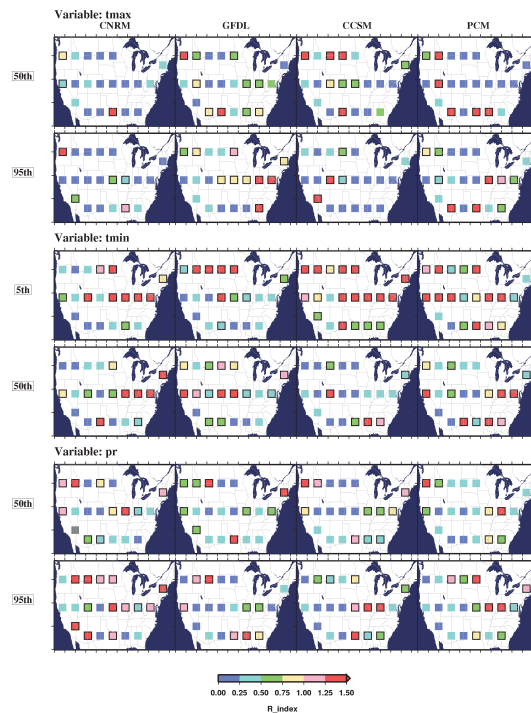 Variable: tmax
CNRM GFDL CCSM PCM
50th
95th
Variable: tmin
5th
50th
Variable: pr
50th
95th
0.00 0.25 0.50 0.75 1.00 1.25 1.50
R_index